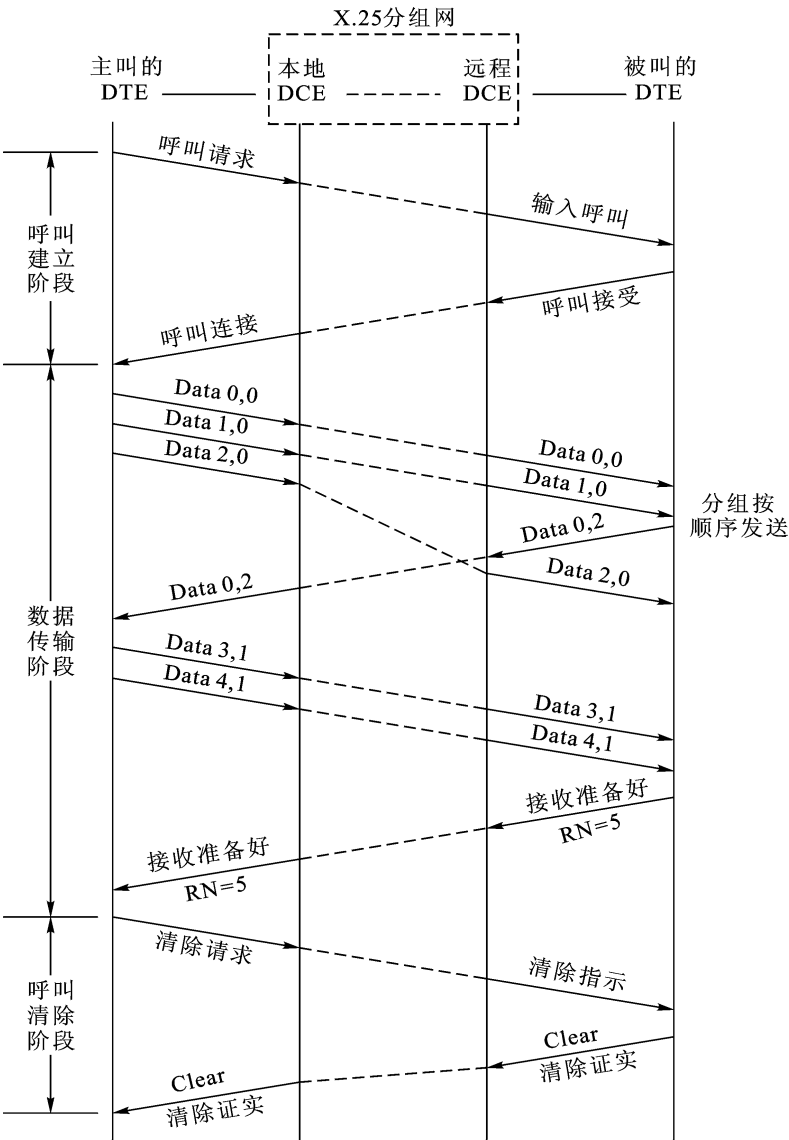 X.25分组网
主叫的
DTE
本地
DCE
远程
DCE
被叫的
DTE
呼叫请求
输入呼叫
呼叫
建立
阶段
呼叫接受
呼叫连接
Data 0,0
Data 1,0
Data 2,0
Data 0,0
Data 1,0
分组按
顺序发送
Data 0,2
Data 2,0
Data 0,2
数据
传输
阶段
Data 3,1
Data 4,1
Data 3,1
Data 4,1
接收准备好
RN=5
接收准备好
RN=5
清除请求
清除指示
呼叫
清除
阶段
Clear
清除证实
Clear
清除证实